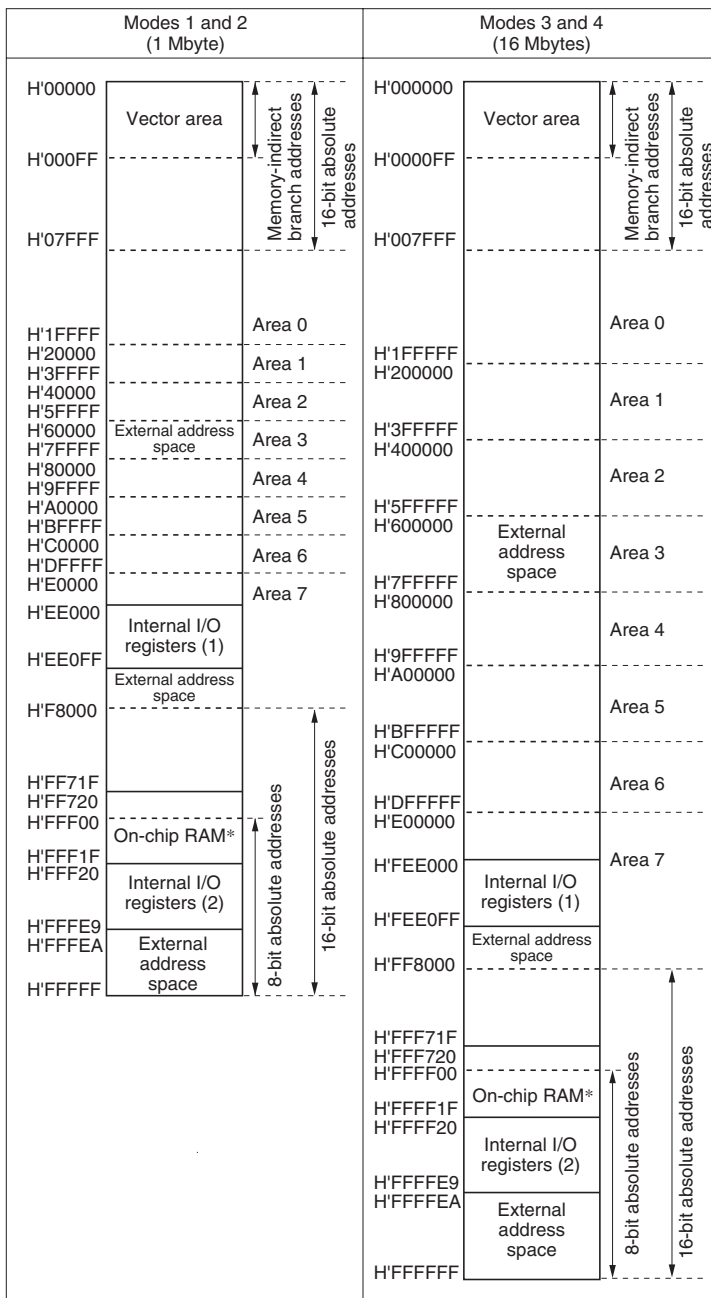 Modes 1 and 2
(1 Mbyte)
H'00000
Vector area
H'000FF
H'07FFF
Memory-indirect
branch addresses
16-bit absolute
addresses
H'1FFFF
H'20000
H'3FFFF
H'40000
H'5FFFF
H'60000
H'7FFFF
H'80000
H'9FFFF
H'A0000
H'BFFFF
H'C0000
H'DFFFF
H'E0000
H'EE000
H'EE0FF
H'F8000
H'FF71F
H'FF720
H'FFF00
H'FFF1F
H'FFF20
H'FFFE9
H'FFFEA
H'FFFFF
External address
space
Internal I/O
registers (1)
External address
space
On-chip RAM*
Internal I/O
registers (2)
External
address
space
Area 0
Area 1
Area 2
Area 3
Area 4
Area 5
Area 6
Area 7
8-bit absolute addresses
16-bit absolute addresses
Modes 3 and 4
(16 Mbytes)
H'000000
Vector area
H'0000FF
H'007FFF
Memory-indirect
branch addresses
16-bit absolute
addresses
H'1FFFFF
H'200000
H'3FFFFF
H'400000
H'5FFFFF
H'600000
H'7FFFFF
H'800000
H'9FFFFF
H'A00000
H'BFFFFF
H'C00000
H'DFFFFF
H'E00000
H'FEE000
H'FEE0FF
H'FF8000
H'FFF71F
H'FFF720
H'FFFF00
H'FFFF1F
H'FFFF20
H'FFFFE9
H'FFFFEA
H'FFFFFF
External
address
space
Internal I/O
registers (1)
External address
space
On-chip RAM*
Internal I/O
registers (2)
External
address
space
Area 0
Area 1
Area 2
Area 3
Area 4
Area 5
Area 6
Area 7
8-bit absolute addresses
16-bit absolute addresses